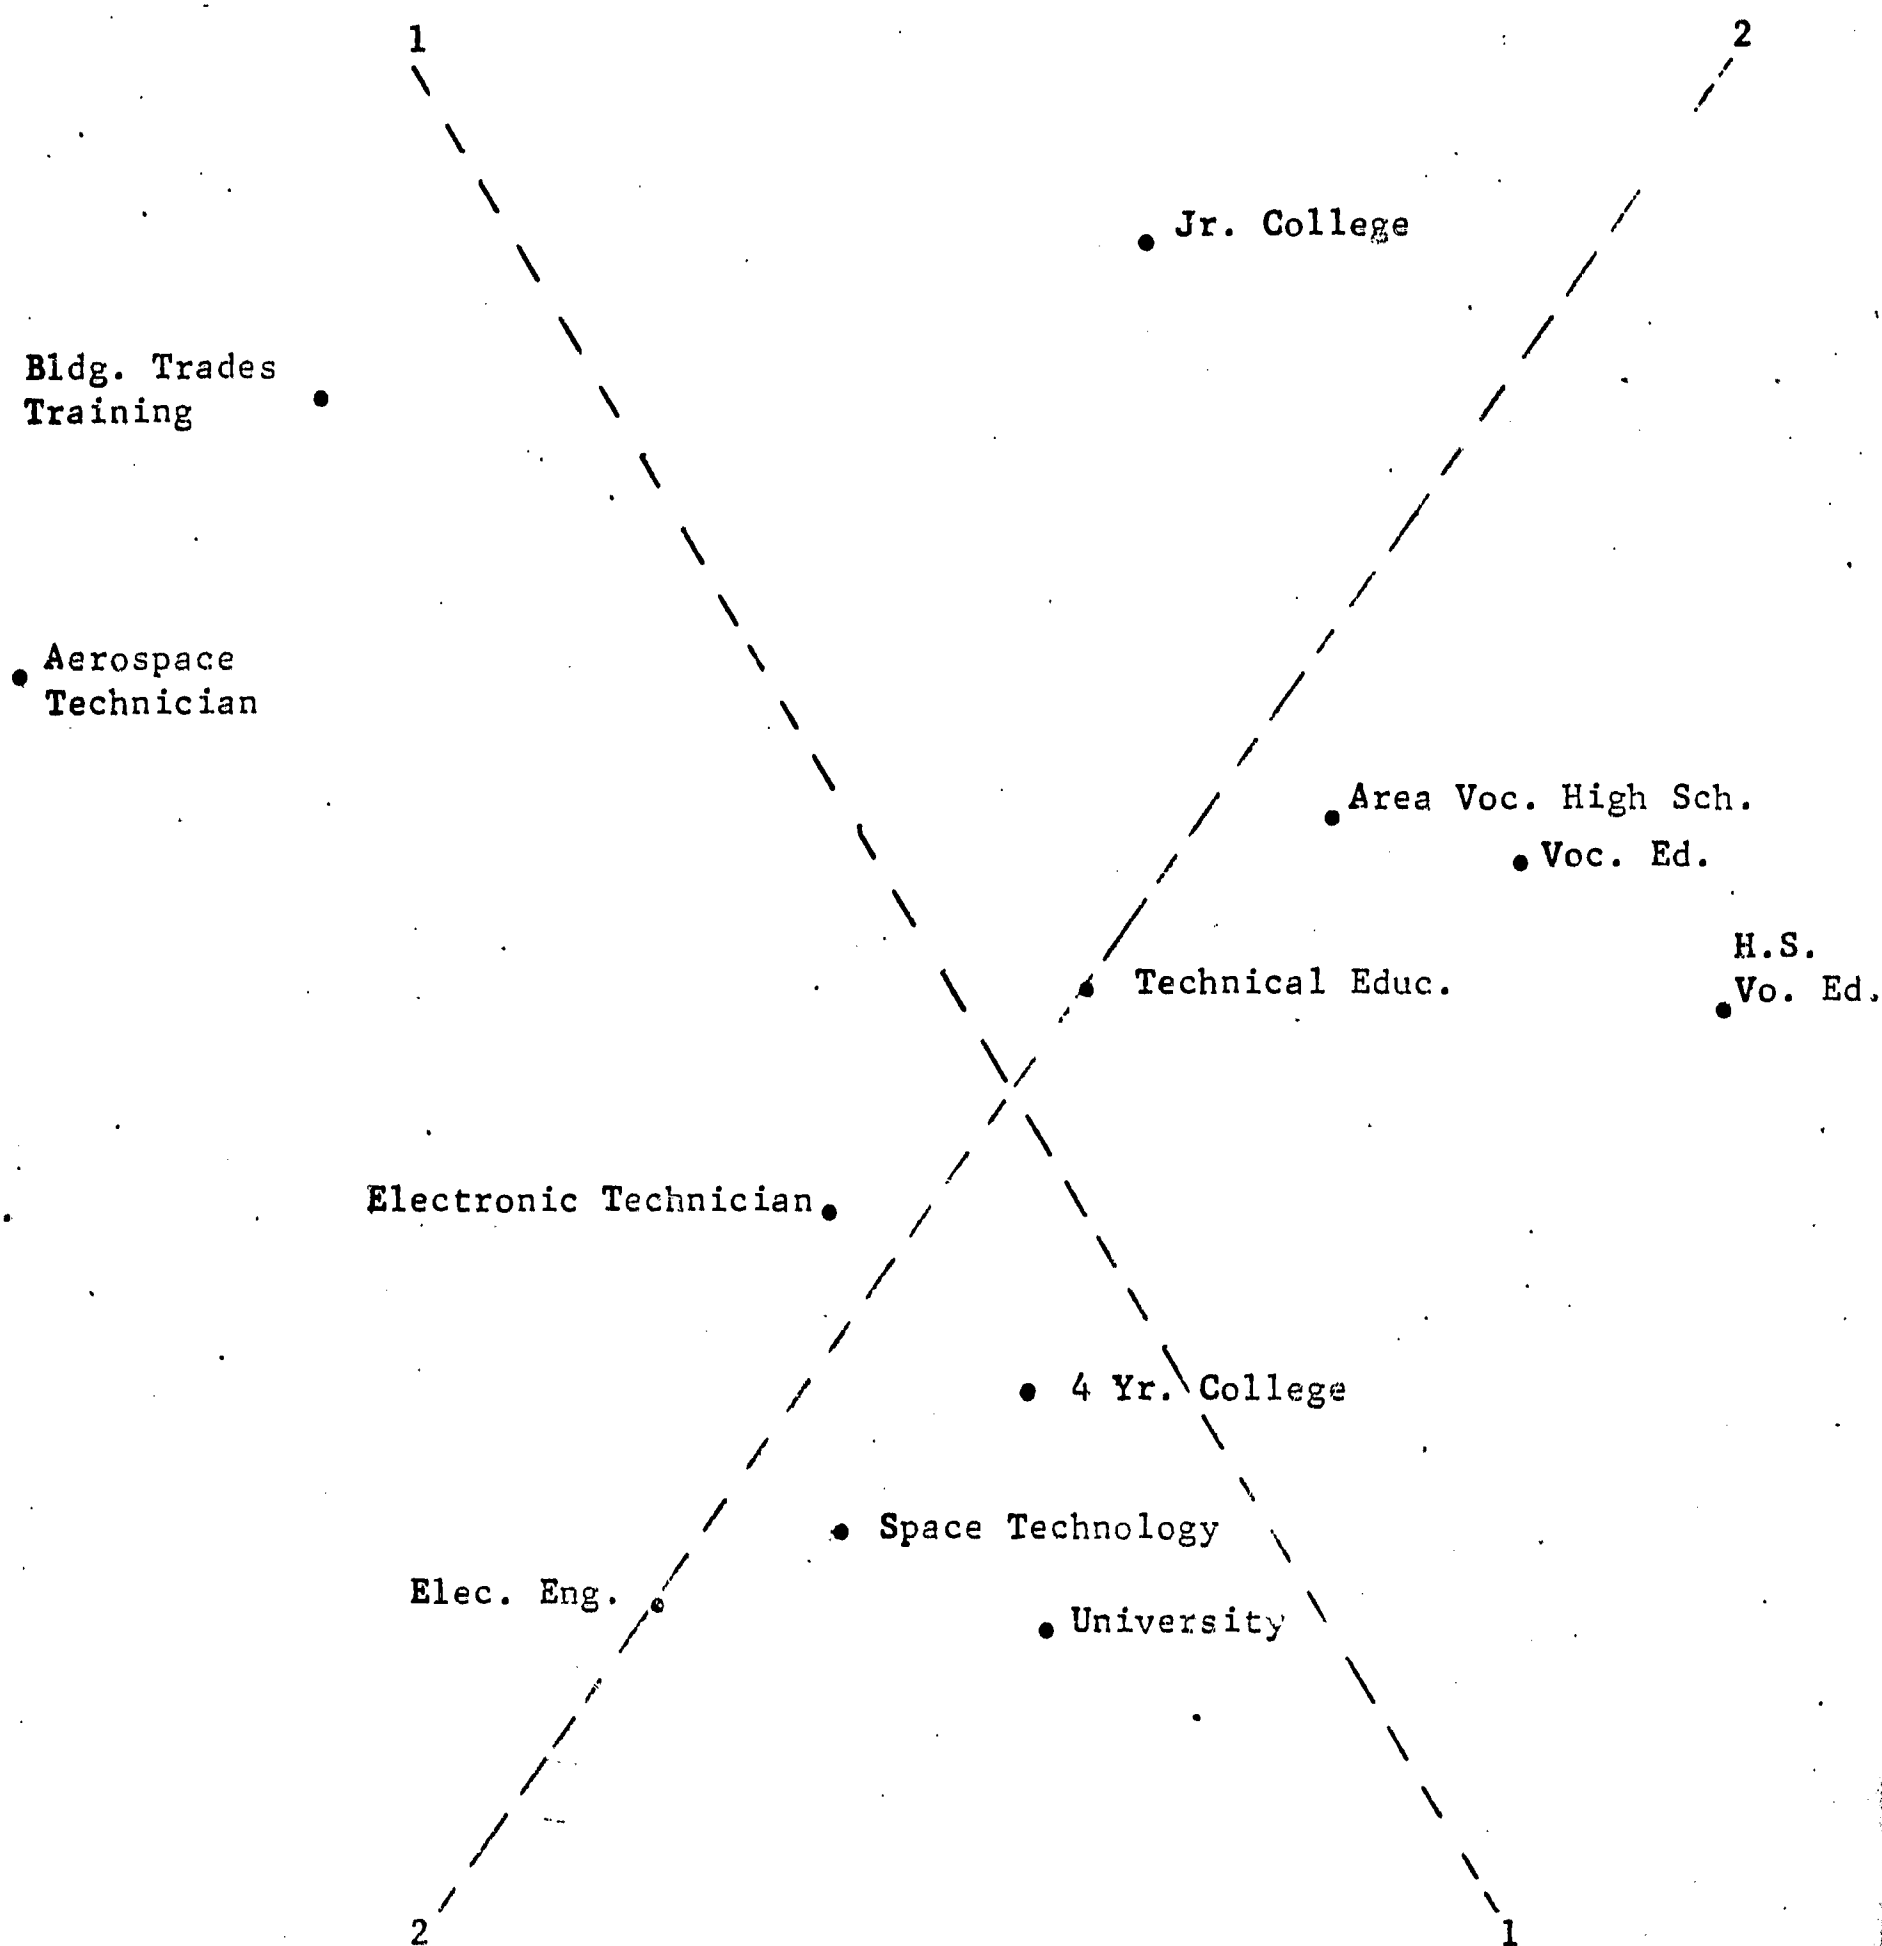 1
2
Jr. College
Bldg. Trades
Training
Aerospace
Technician
Area Voc. High Sch.
Voc. Ed.
H.S.
Vo. Ed.
Technical Educ.
Electronic Technician
4 Yr. College
Space Technology
Elec. Eng.
University
2
1